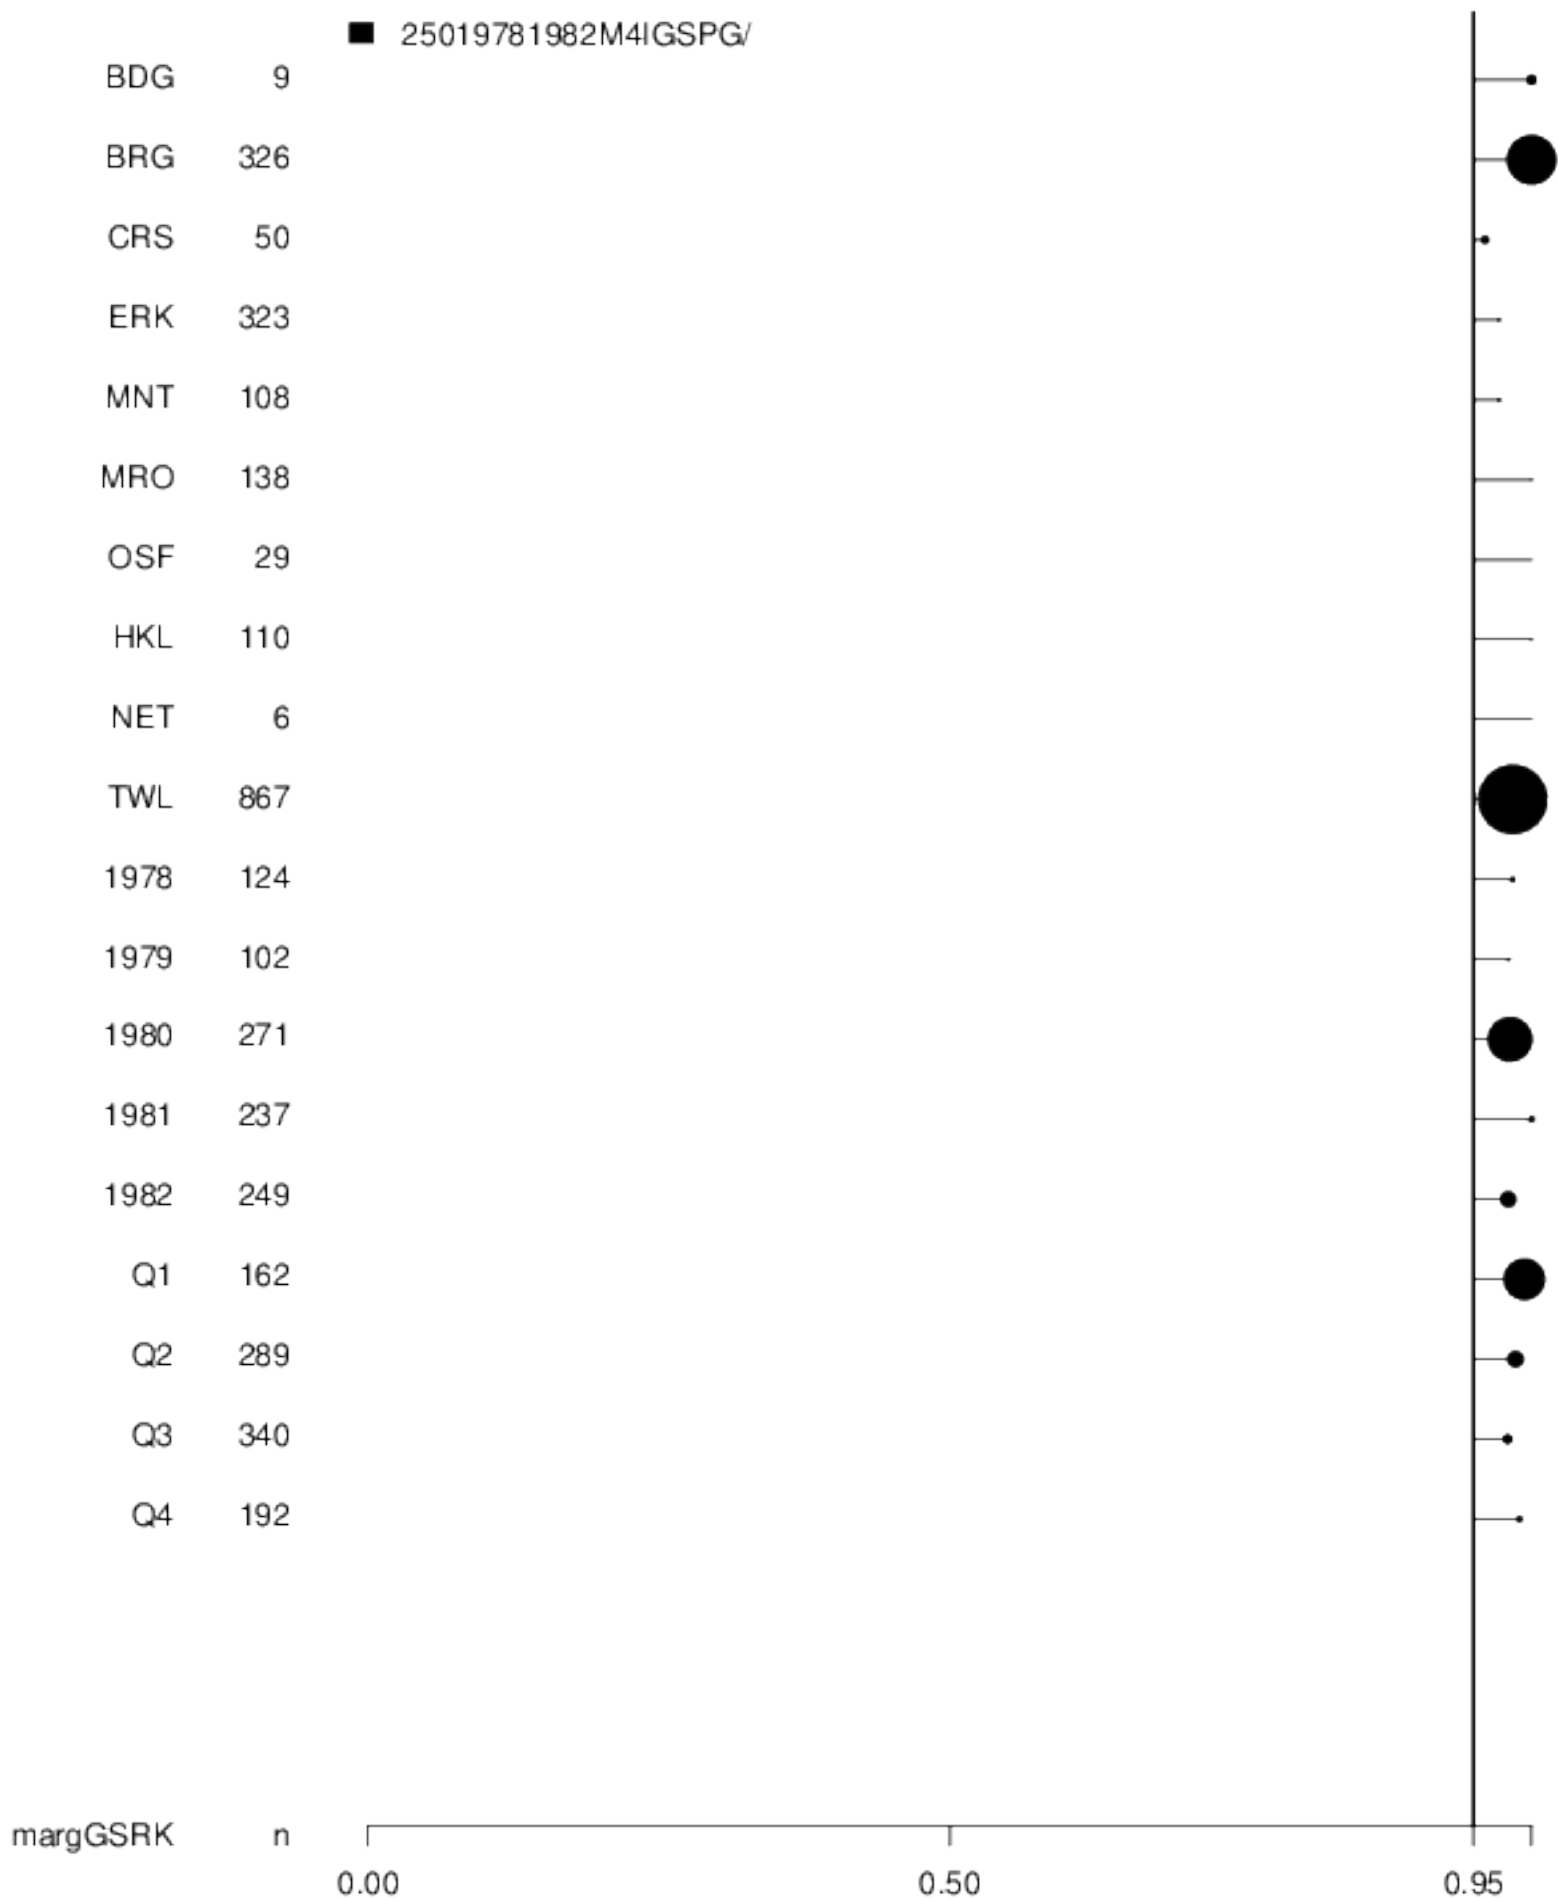 25019781982M4IGSPG/
BDG 9
BRG 326
CRS 50
ERK 323
MNT 108
MRO 138
OSF 29
HKL 110
NET 6
TWL 867
1978 124
1979 102
1980 271
1981 237
1982 249
Q1 162
Q2 289
Q3 340
Q4 192
margGSRK n
0.00 0.50 0.95